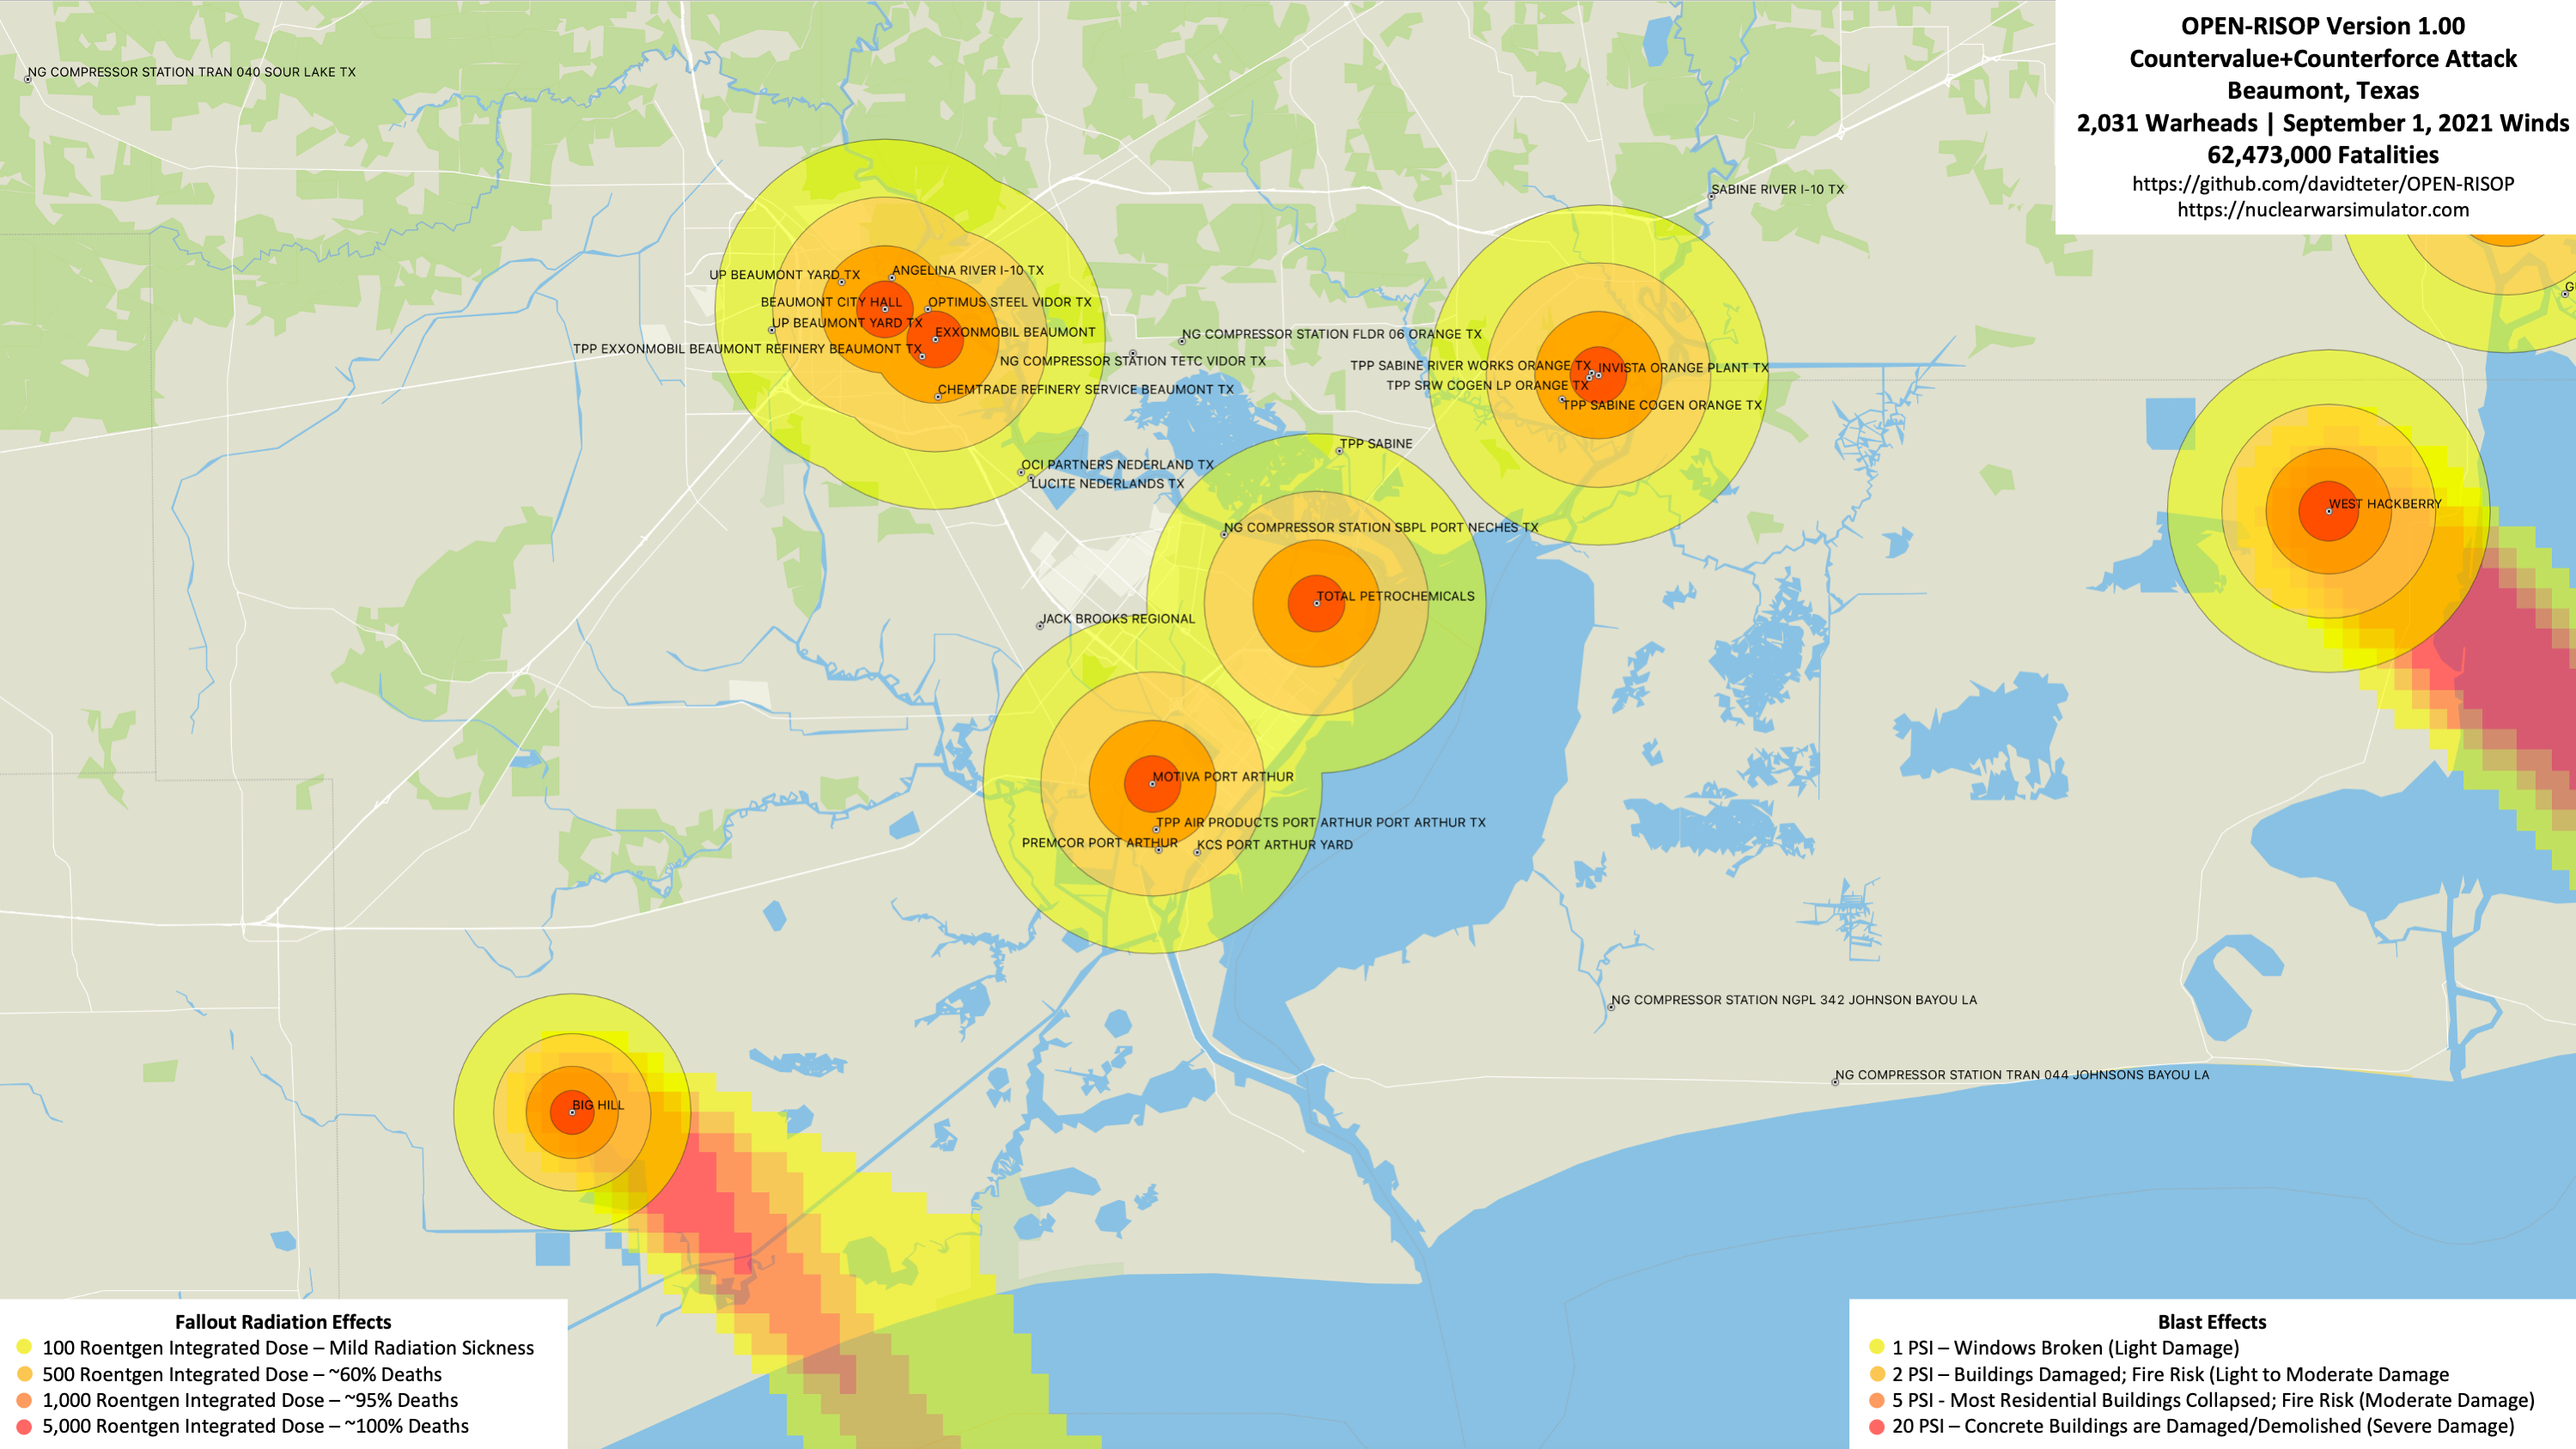 OPEN-RISOP Version 1.00
Countervalue+Counterforce Attack
Beaumont, Texas
2,031 Warheads | September 1, 2021 Winds
62,473,000 Fatalities
https://github.com/davidteter/OPEN-RISOP
https://nuclearwarsimulator.com
NG COMPRESSOR STATION TRAN 040 SOUR LAKE TX
SABINE RIVER I-10 TX
UP BEAUMONT YARD TX
ANGELINA RIVER I-10 TX
BEAUMONT CITY HALL
OPTIMUS STEEL VIDOR TX
UP BEAUMONT YARD TX
EXXONMOBIL BEAUMONT
NG COMPRESSOR STATION FLDR 06 ORANGE TX
TPP EXXONMOBIL BEAUMONT REFINERY BEAUMONT TX
NG COMPRESSOR STATION TETC VIDOR TX
TPP SABINE RIVER WORKS ORANGE TX
INVISTA ORANGE PLANT TX
TPP SRW COGEN LP ORANGE TX
CHEMTRADE REFINERY SERVICE BEAUMONT TX
TPP SABINE COGEN ORANGE TX
TPP SABINE
OCI PARTNERS NEDERLAND TX
LUCITE NEDERLANDS TX
WEST HACKBERRY
NG COMPRESSOR STATION SBPL PORT NECHES TX
TOTAL PETROCHEMICALS
JACK BROOKS REGIONAL
MOTIVA PORT ARTHUR
TPP AIR PRODUCTS PORT ARTHUR PORT ARTHUR TX
PREMCOR PORT ARTHUR
KCS PORT ARTHUR YARD
NG COMPRESSOR STATION NGPL 342 JOHNSON BAYOU LA
NG COMPRESSOR STATION TRAN 044 JOHNSONS BAYOU LA
BIG HILL
Fallout Radiation Effects
100 Roentgen Integrated Dose – Mild Radiation Sickness
500 Roentgen Integrated Dose – ~60% Deaths
1,000 Roentgen Integrated Dose – ~95% Deaths
5,000 Roentgen Integrated Dose – ~100% Deaths
Blast Effects
1 PSI – Windows Broken (Light Damage)
2 PSI – Buildings Damaged; Fire Risk (Light to Moderate Damage
5 PSI - Most Residential Buildings Collapsed; Fire Risk (Moderate Damage)
20 PSI – Concrete Buildings are Damaged/Demolished (Severe Damage)